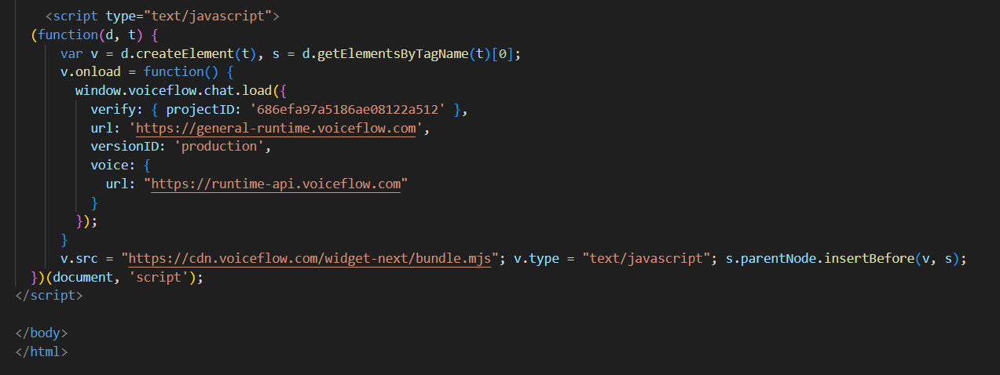 <script type="text/javascript">
(function(d, t) {
var v = d.createElement(t), s = d.getElementsByTagName(t)[0];
v.onload = function() {
window.voiceflow.chat.load({
verify: { projectID: '686efa97a5186ae08122a512' },
url: 'https://general-runtime.voiceflow.com',
versionID: 'production',
voice: {
url: "https://runtime-api.voiceflow.com"
}
});
}
v.src = "https://cdn.voiceflow.com/widget-next/bundle.mjs"; v.type = "text/javascript"; s.parentNode.insertBefore(v, s);
})(document, 'script');
</script>
</body>
</html>